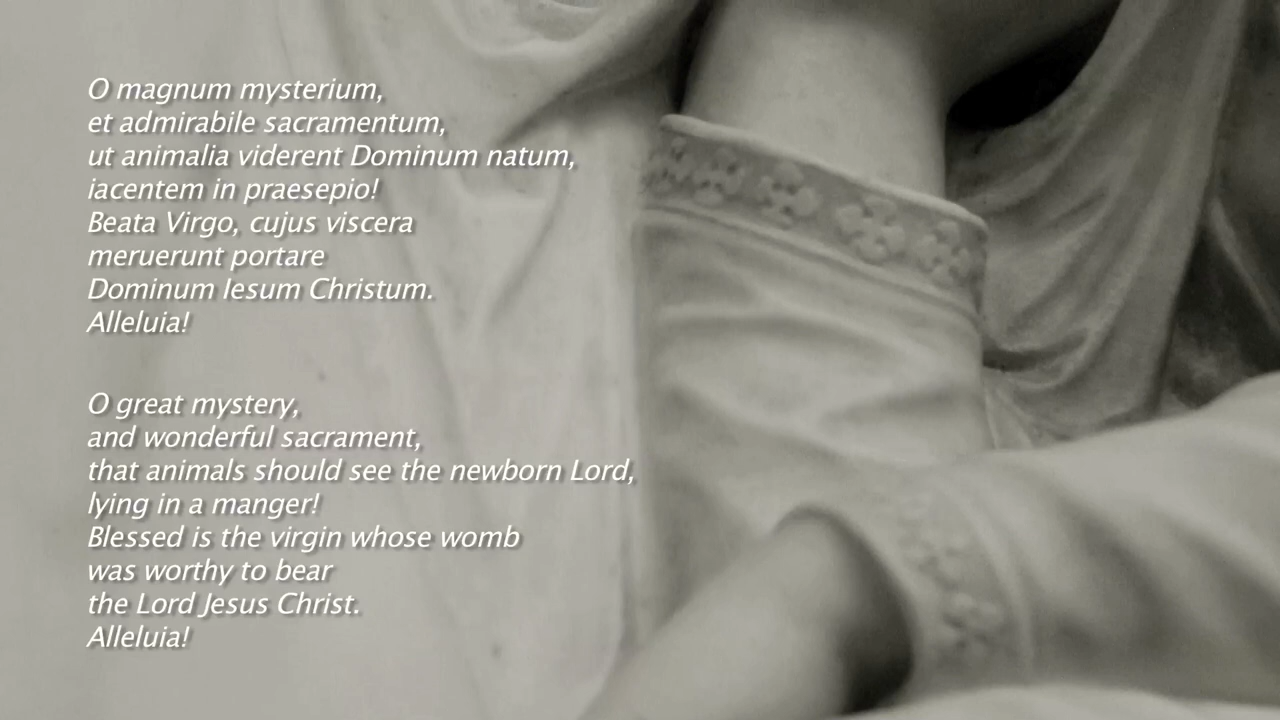 O magnum mysterium,
et admirabile sacramentum,
ut animalia viderent Dominum natum,
iacentem in praesepio!
Beata Virgo, cujus viscera
meruerunt portare
Dominum Iesum Christum.
Alleluia!
O great mystery,
and wonderful sacrament,
that animals should see the newborn Lord,
lying in a manger!
Blessed is the virgin whose womb
was worthy to bear
the Lord Jesus Christ.
Alleluia!